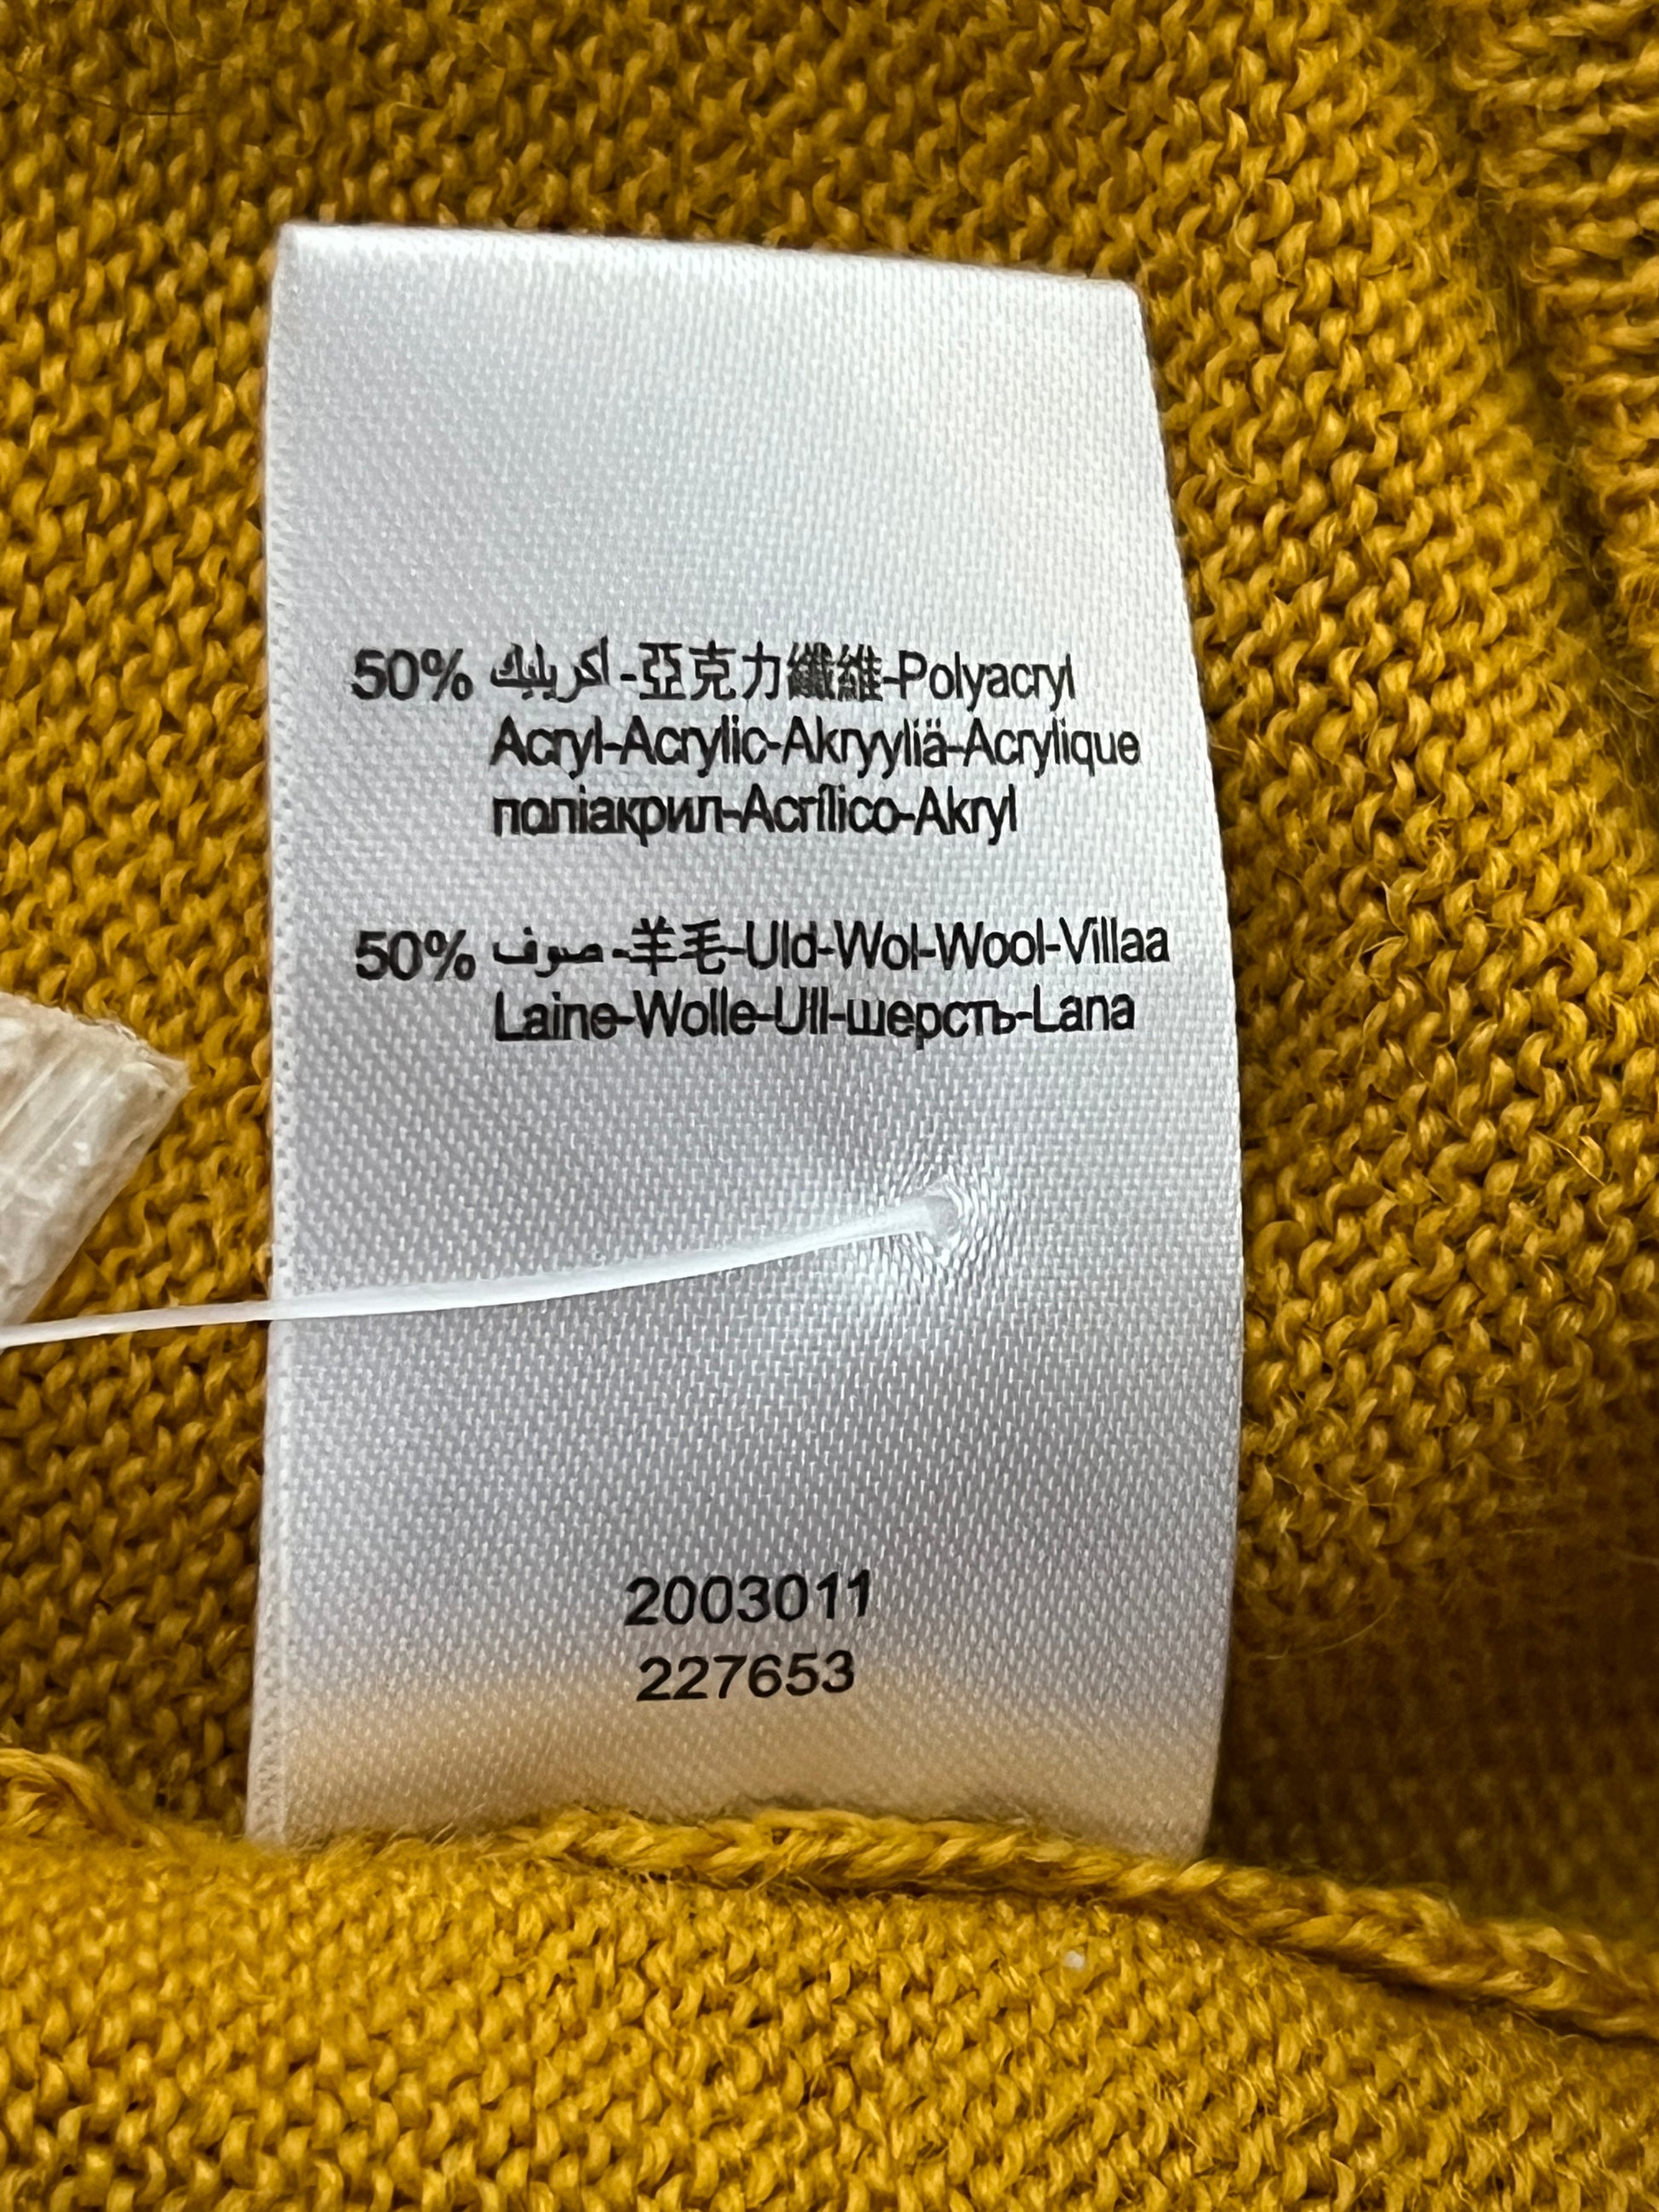 50% أكريليك-亞克力纖維-Polyacryl
Acryl-Acrylic-Akryyliä-Acrylique
поліакрил-Acrílico-Akryl
50% صوف-羊毛-Uld-Wol-Wool-Villaa
Laine-Wolle-Ull-шерсть-Lana
2003011
227653